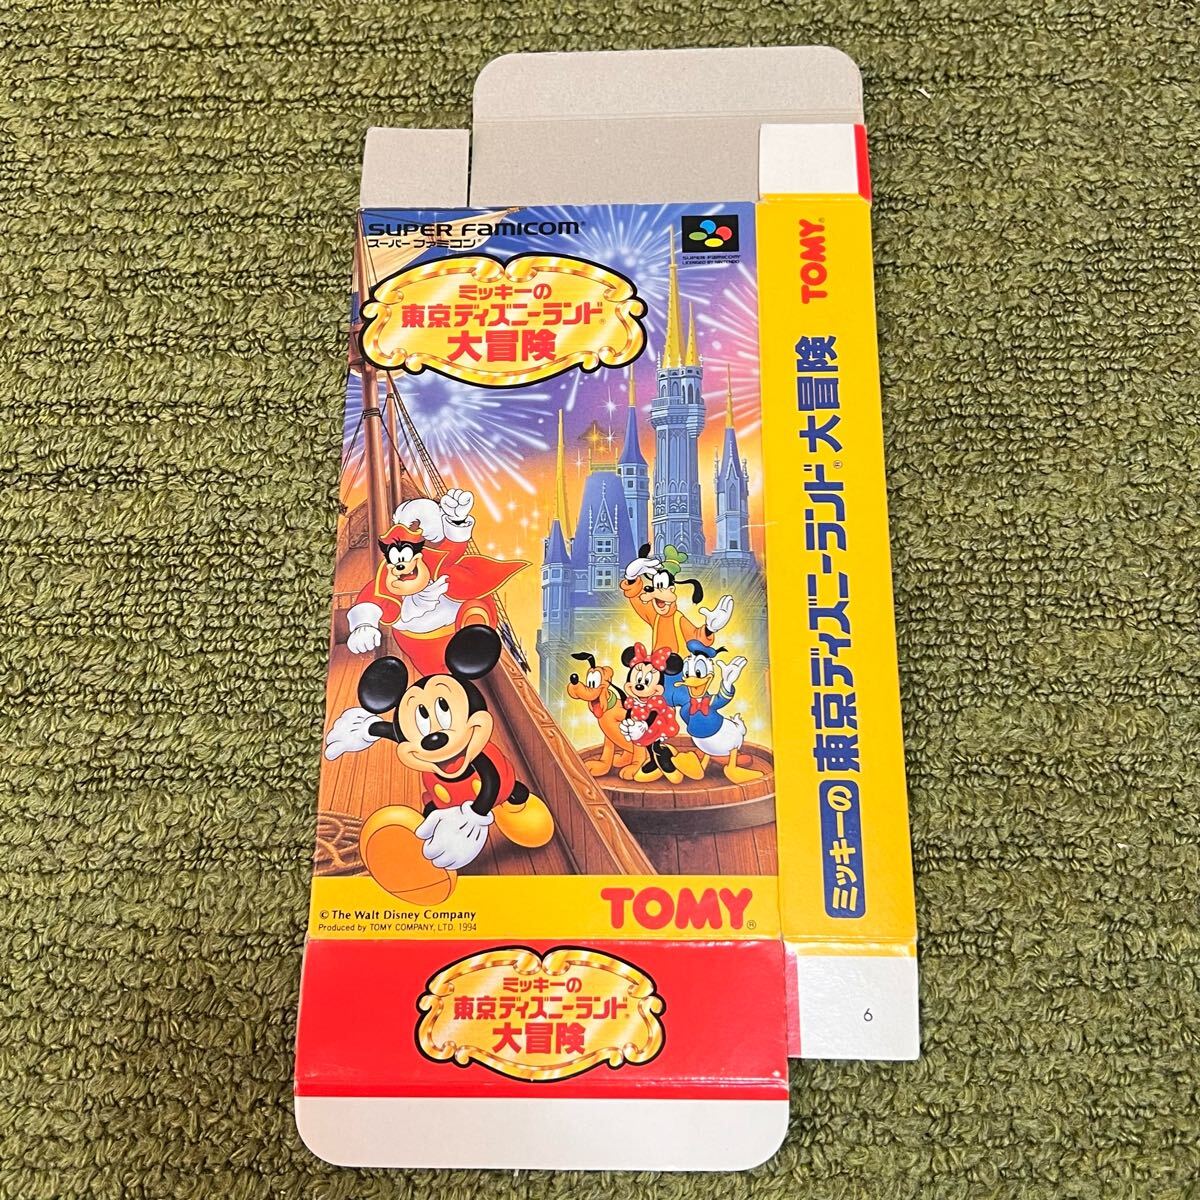 SUPER FAMICOM®
スーパーファミコン®
SUPER FAMICOM
LICENSED BY NINTENDO
ミッキーの
東京ディズニーランド®
大冒険
© The Walt Disney Company
Produced by TOMY COMPANY, LTD. 1994
TOMY®
ミッキーの
東京ディズニーランド®
大冒険
ミッキーの東京ディズニーランド®大冒険
TOMY®
6